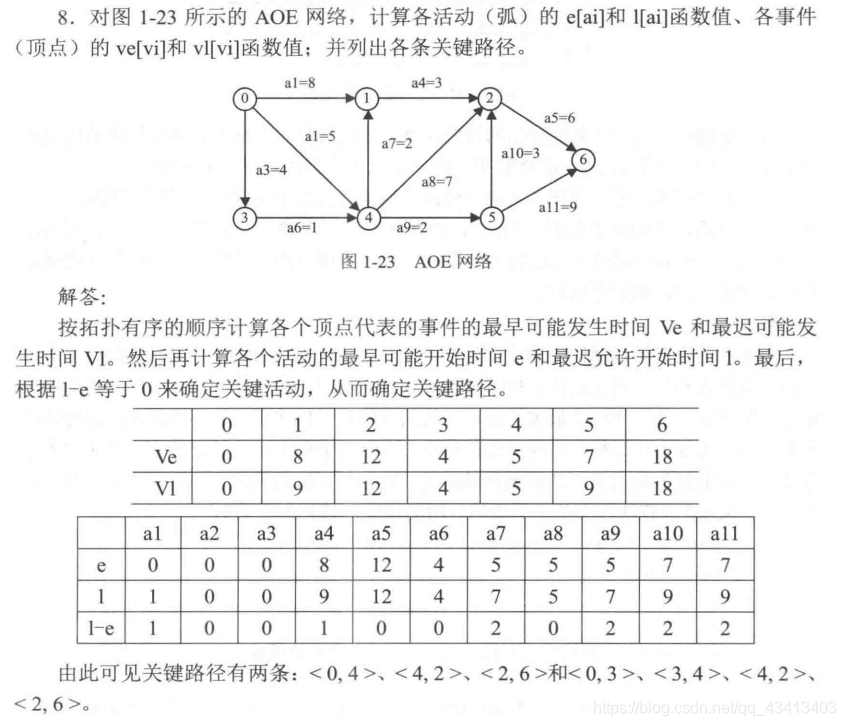 8．对图 1-23 所示的 AOE 网络，计算各活动（弧）的 e[ai]和 l[ai]函数值、各事件
（顶点）的 ve[vi]和 vl[vi]函数值；并列出各条关键路径。
a1=8 a4=3
0 1 2
a5=6
a1=5 a7=2 a10=3
6
a3=4 a8=7
a11=9
3 4 5
a6=1 a9=2
图 1-23 AOE 网络
解答:
按拓扑有序的顺序计算各个顶点代表的事件的最早可能发生时间 Ve 和最迟可能发
生时间 Vl。然后再计算各个活动的最早可能开始时间 e 和最迟允许开始时间 l。最后，
根据 l-e 等于 0 来确定关键活动，从而确定关键路径。
0 1 2 3 4 5 6
Ve 0 8 12 4 5 7 18
Vl 0 9 12 4 5 9 18
a1 a2 a3 a4 a5 a6 a7 a8 a9 a10 a11
e 0 0 0 8 12 4 5 5 5 7 7
l 1 0 0 9 12 4 7 5 7 9 9
l-e 1 0 0 1 0 0 2 0 2 2 2
由此可见关键路径有两条: < 0, 4 >、< 4, 2 >、< 2, 6 >和< 0, 3 >、< 3, 4 >、< 4, 2 >、
< 2, 6 >。
https://blog.csdn.net/qq_43413403